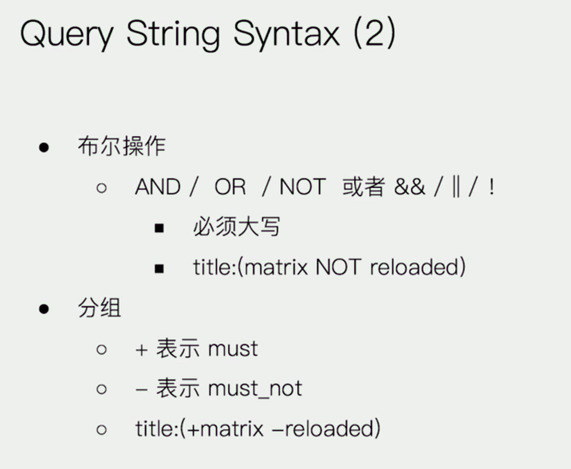 Query String Syntax (2)
布尔操作
AND / OR / NOT 或者 && / || / !
必须大写
title:(matrix NOT reloaded)
分组
+ 表示 must
– 表示 must_not
title:(+matrix –reloaded)